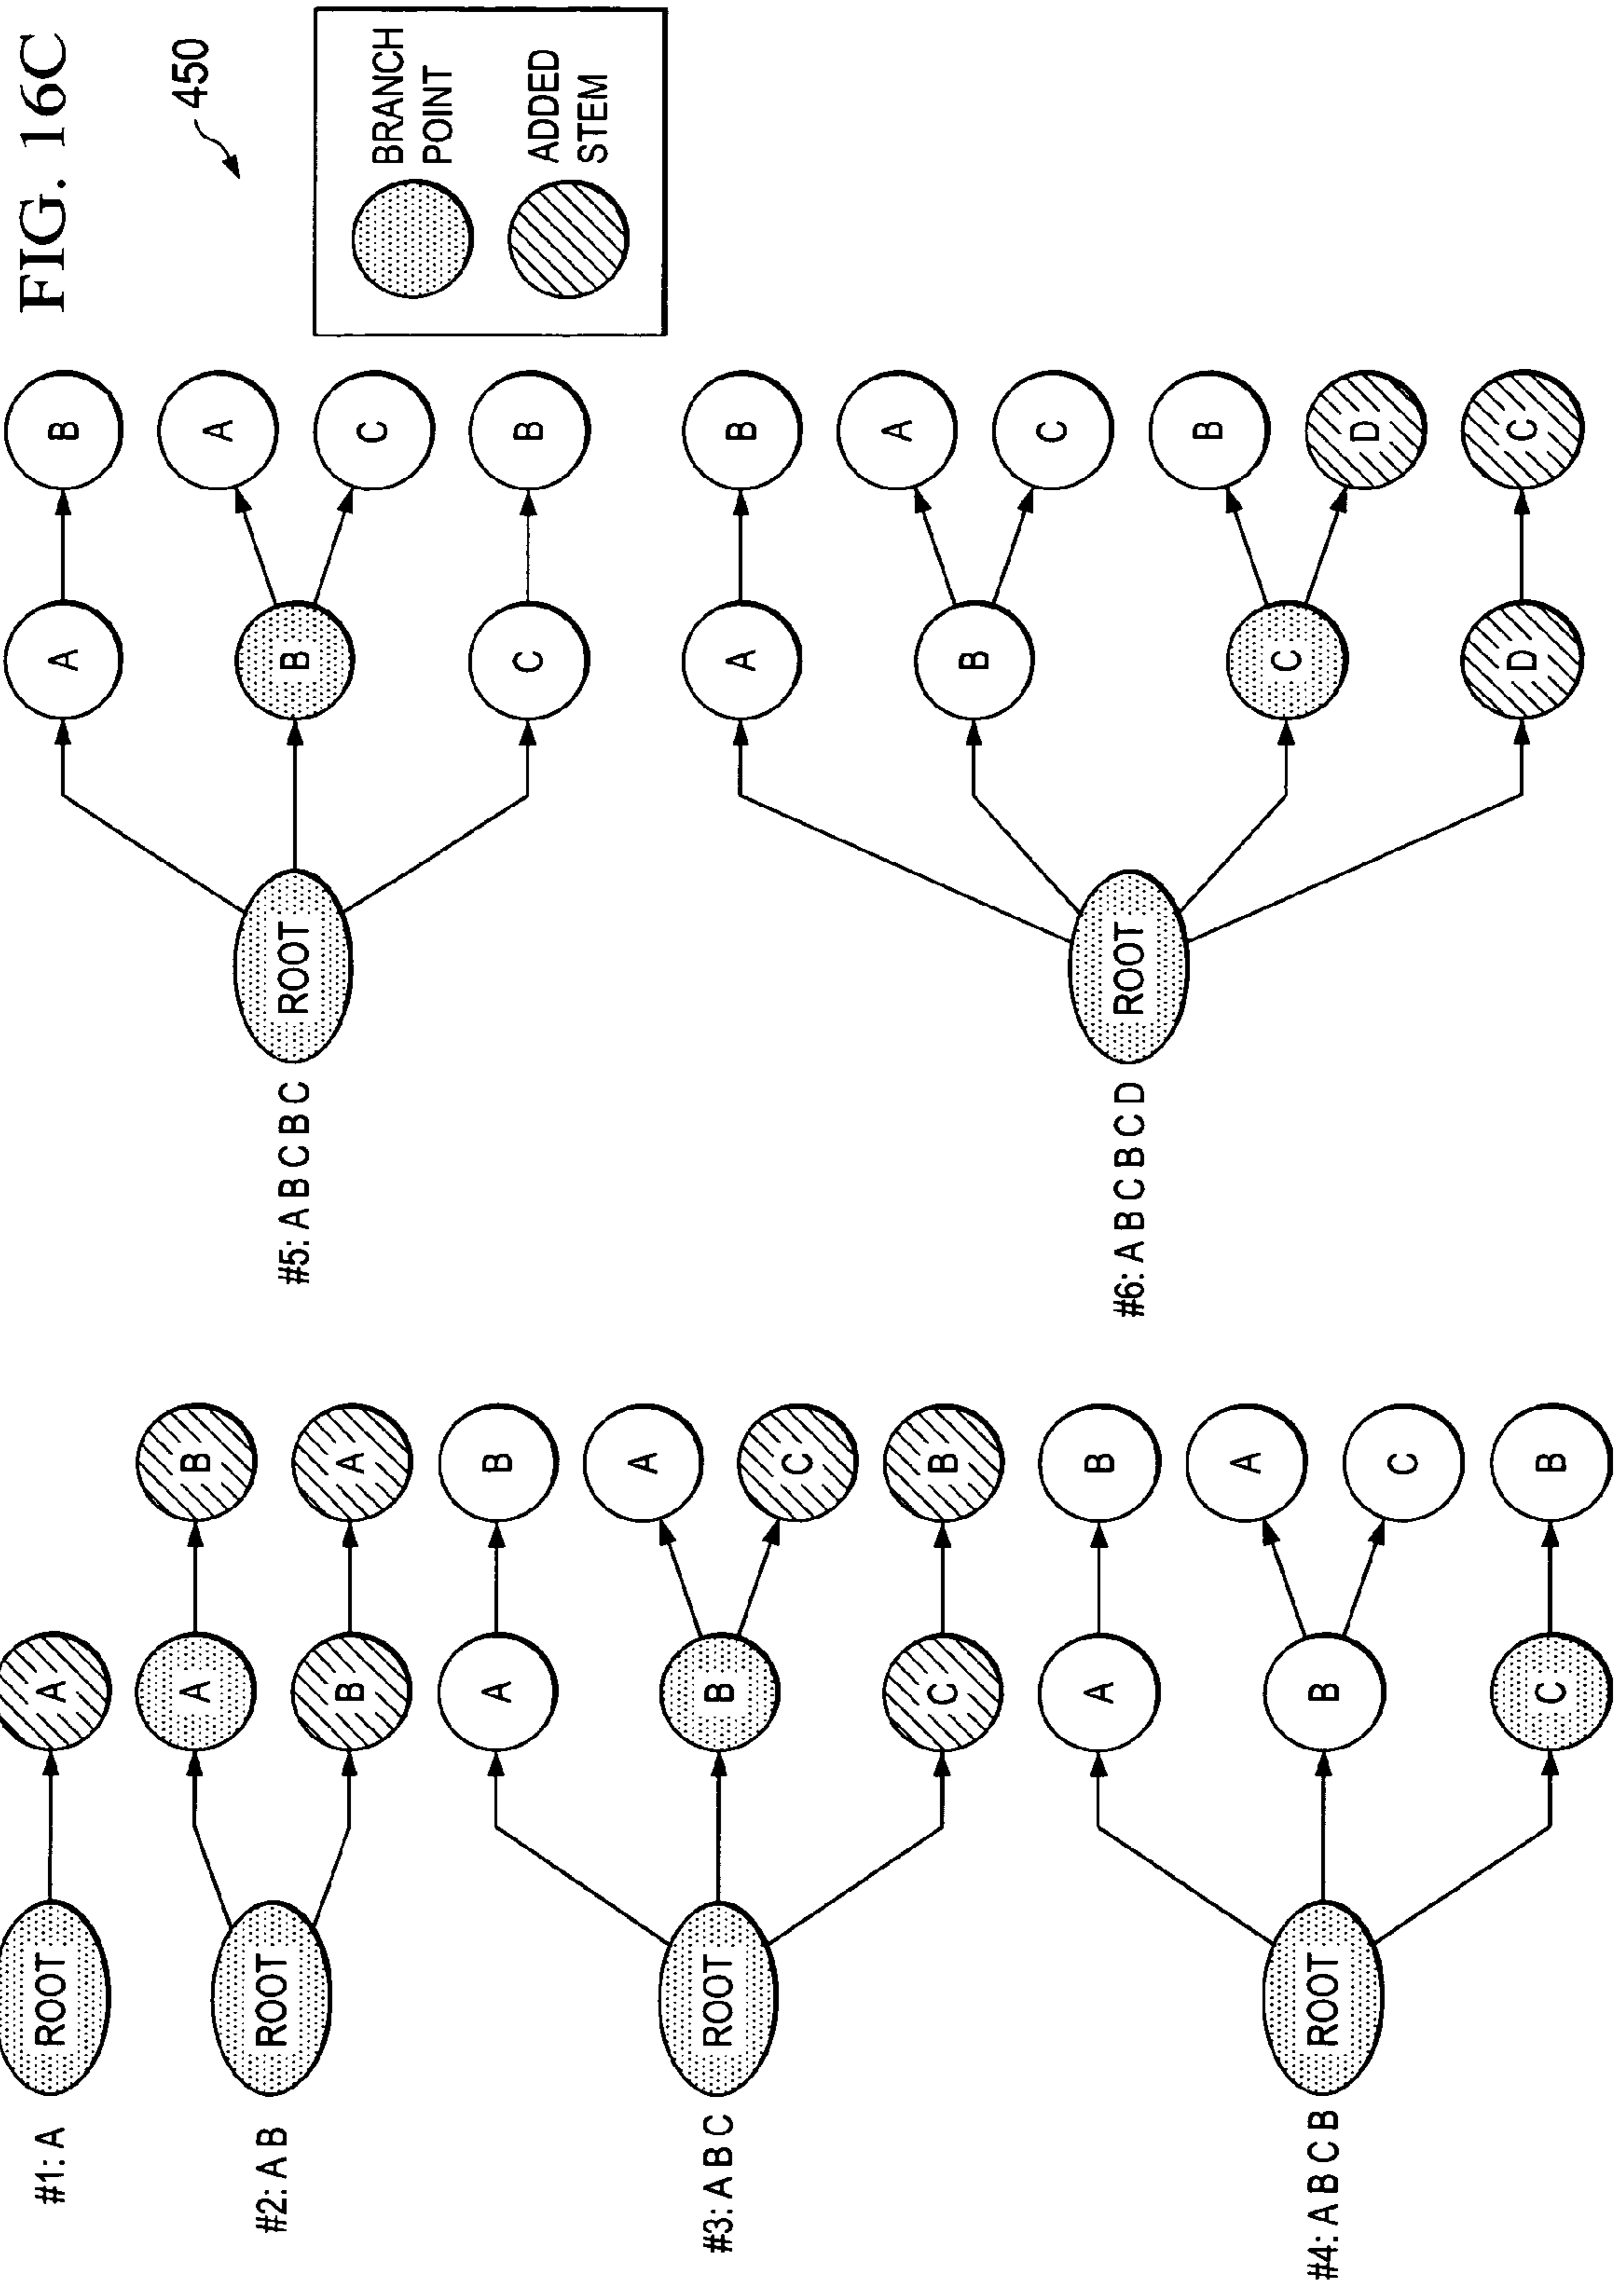 FIG. 16C
450
BRANCH
POINT
ADDED
STEM
#1: A
ROOT
A
#2: A B
ROOT
A
B
B
A
#3: A B C
ROOT
A
B
B
A
C
C
B
#4: A B C B
ROOT
A
B
B
A
C
C
B
#5: A B C B C
ROOT
A
B
B
A
C
C
B
#6: A B C B C D
ROOT
A
B
B
A
C
C
B
D
D
C